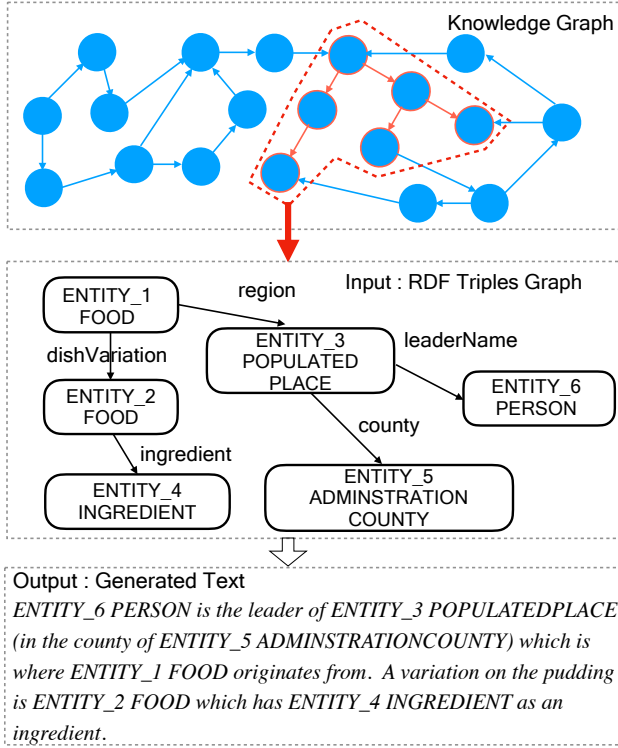 Knowledge Graph
Input : RDF Triples Graph
ENTITY_1
FOOD
region
dishVariation
ENTITY_3
POPULATED
PLACE
leaderName
ENTITY_2
FOOD
ENTITY_6
PERSON
county
ingredient
ENTITY_4
INGREDIENT
ENTITY_5
ADMINSTRATION
COUNTY
Output : Generated Text
ENTITY_6 PERSON is the leader of ENTITY_3 POPULATEDPLACE
(in the county of ENTITY_5 ADMINSTRATIONCOUNTY) which is
where ENTITY_1 FOOD originates from. A variation on the pudding
is ENTITY_2 FOOD which has ENTITY_4 INGREDIENT as an
ingredient.